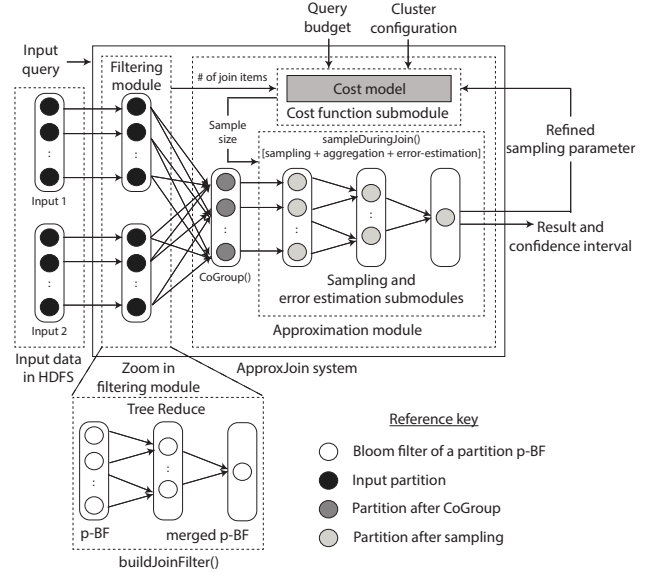 Query
budget
Cluster
configuration
Input
query
Filtering
module
# of join items
Cost model
Cost function submodule
Sample
size
sampleDuringJoin()
[sampling + aggregation + error-estimation]
Refined
sampling parameter
:
:
:
:
:
:
:
Input 1
Result and
confidence interval
:
:
CoGroup()
Sampling and
error estimation submodules
Input 2
Approximation module
Input data
in HDFS
Zoom in
filtering module
ApproxJoin system
Tree Reduce
:
:
p-BF
merged p-BF
buildJoinFilter()
Reference key
Bloom filter of a partition p-BF
Input partition
Partition after CoGroup
Partition after sampling